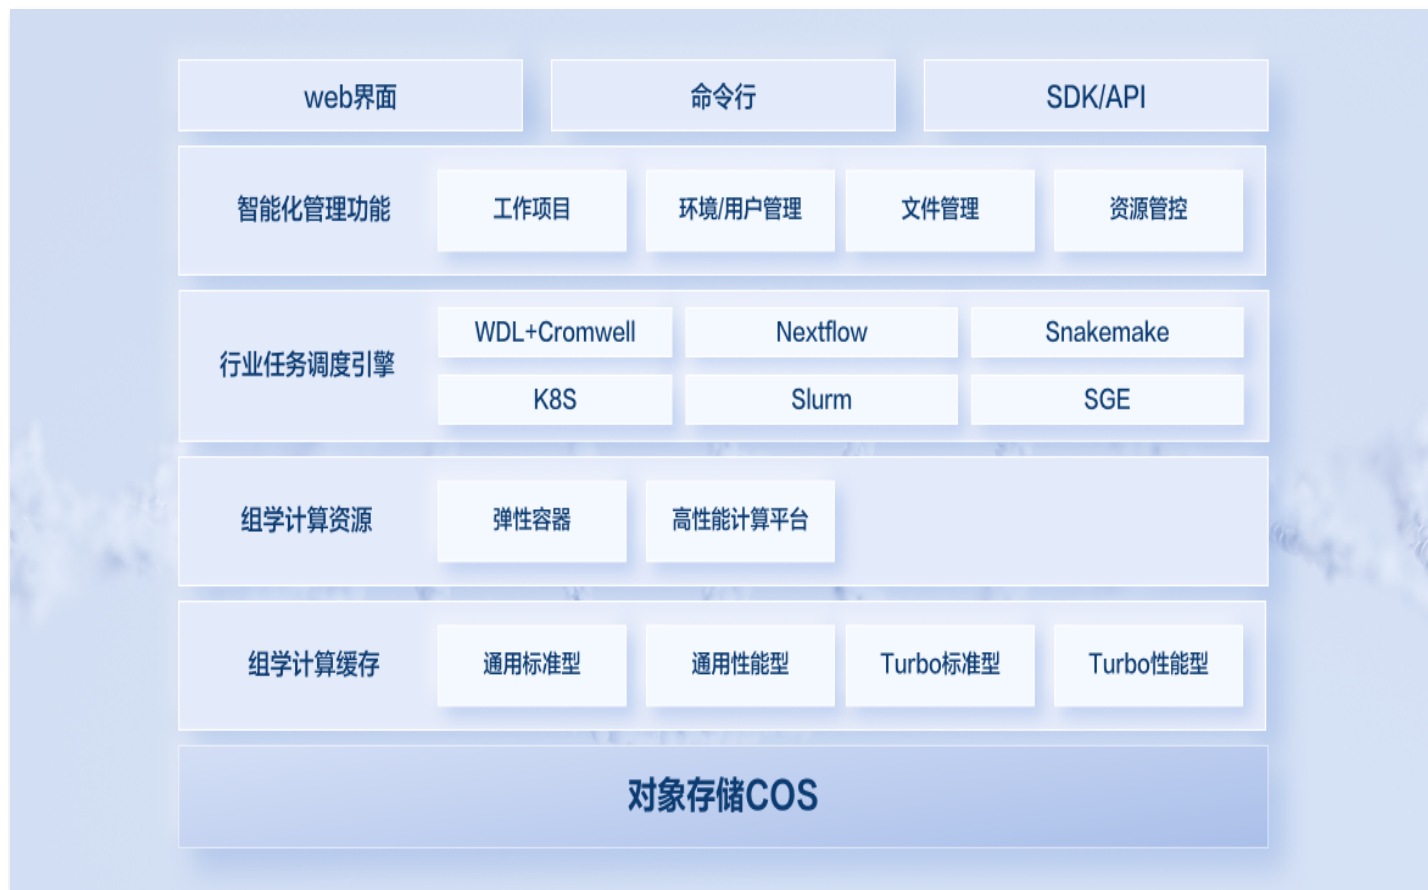 web界面
命令行
SDK/API
智能化管理功能
工作项目
环境/用户管理
文件管理
资源管控
行业任务调度引擎
WDL+Cromwell
Nextflow
Snakemake
K8S
Slurm
SGE
组学计算资源
弹性容器
高性能计算平台
组学计算缓存
通用标准型
通用性能型
Turbo标准型
Turbo性能型
对象存储COS